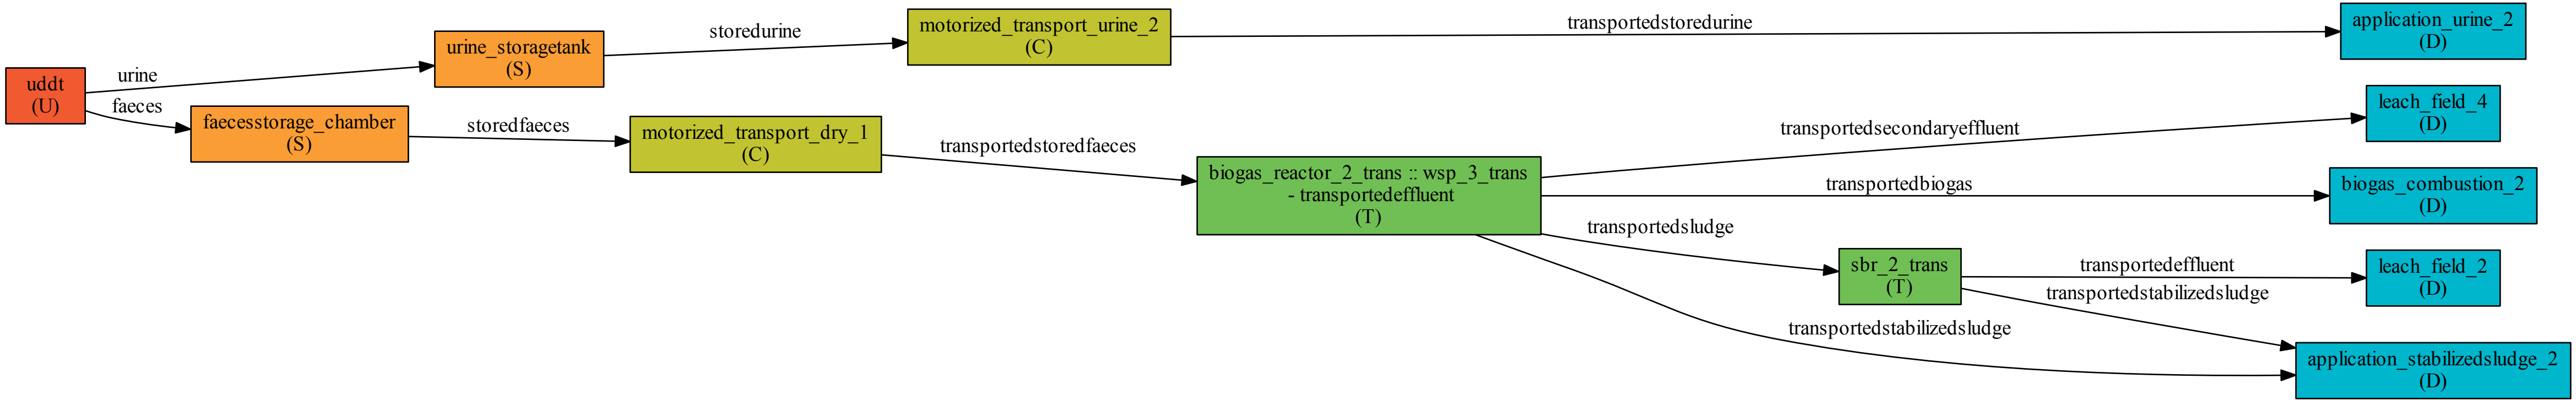 uddt
(U)
urine
faeces
urine_storagetank
(S)
faecesstorage_chamber
(S)
storedurine
storedfaeces
motorized_transport_urine_2
(C)
motorized_transport_dry_1
(C)
transportedstoredurine
transportedstoredfaeces
biogas_reactor_2_trans :: wsp_3_trans
- transportedeffluent
(T)
transportedsecondaryeffluent
transportedbiogas
transportedsludge
transportedstabilizedsludge
sbr_2_trans
(T)
transportedeffluent
transportedstabilizedsludge
application_urine_2
(D)
leach_field_4
(D)
biogas_combustion_2
(D)
leach_field_2
(D)
application_stabilizedsludge_2
(D)